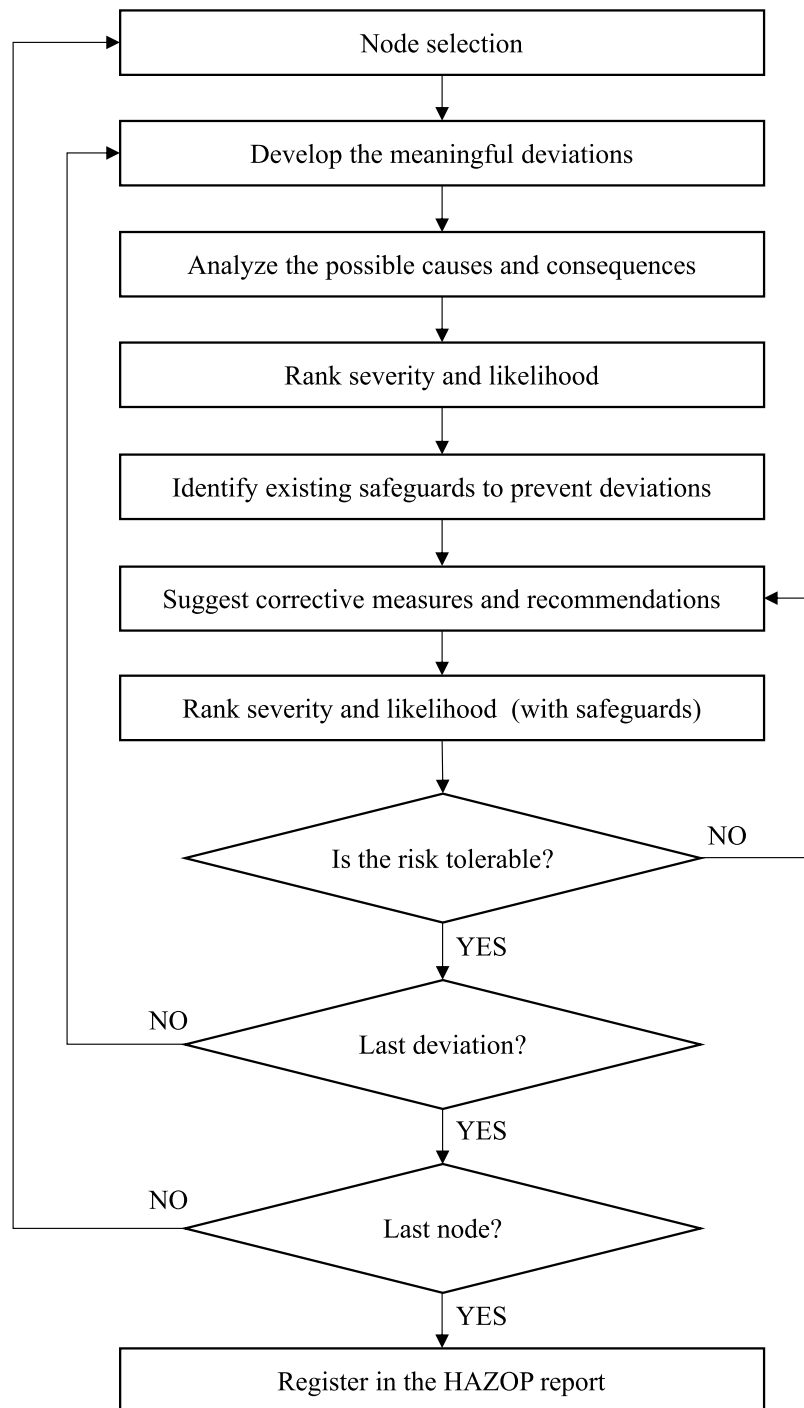 Node selection
Develop the meaningful deviations
Analyze the possible causes and consequences
Rank severity and likelihood
Identify existing safeguards to prevent deviations
Suggest corrective measures and recommendations
Rank severity and likelihood (with safeguards)
NO
Is the risk tolerable?
YES
NO
Last deviation?
YES
NO
Last node?
YES
Register in the HAZOP report